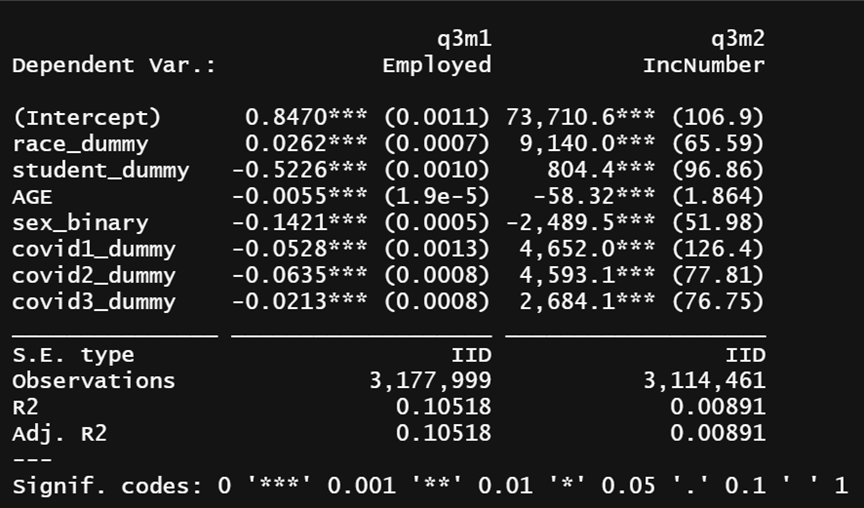 q3m1 q3m2
Dependent Var.: Employed IncNumber
(Intercept) 0.8470*** (0.0011) 73,710.6*** (106.9)
race_dummy 0.0262*** (0.0007) 9,140.0*** (65.59)
student_dummy -0.5226*** (0.0010) 804.4*** (96.86)
AGE -0.0055*** (1.9e-5) -58.32*** (1.864)
sex_binary -0.1421*** (0.0005) -2,489.5*** (51.98)
covid1_dummy -0.0528*** (0.0013) 4,652.0*** (126.4)
covid2_dummy -0.0635*** (0.0008) 4,593.1*** (77.81)
covid3_dummy -0.0213*** (0.0008) 2,684.1*** (76.75)
_______________ ___________________ ___________________
S.E. type IID IID
Observations 3,177,999 3,114,461
R2 0.10518 0.00891
Adj. R2 0.10518 0.00891
---
Signif. codes: 0 '***' 0.001 '**' 0.01 '*' 0.05 '.' 0.1 ' ' 1